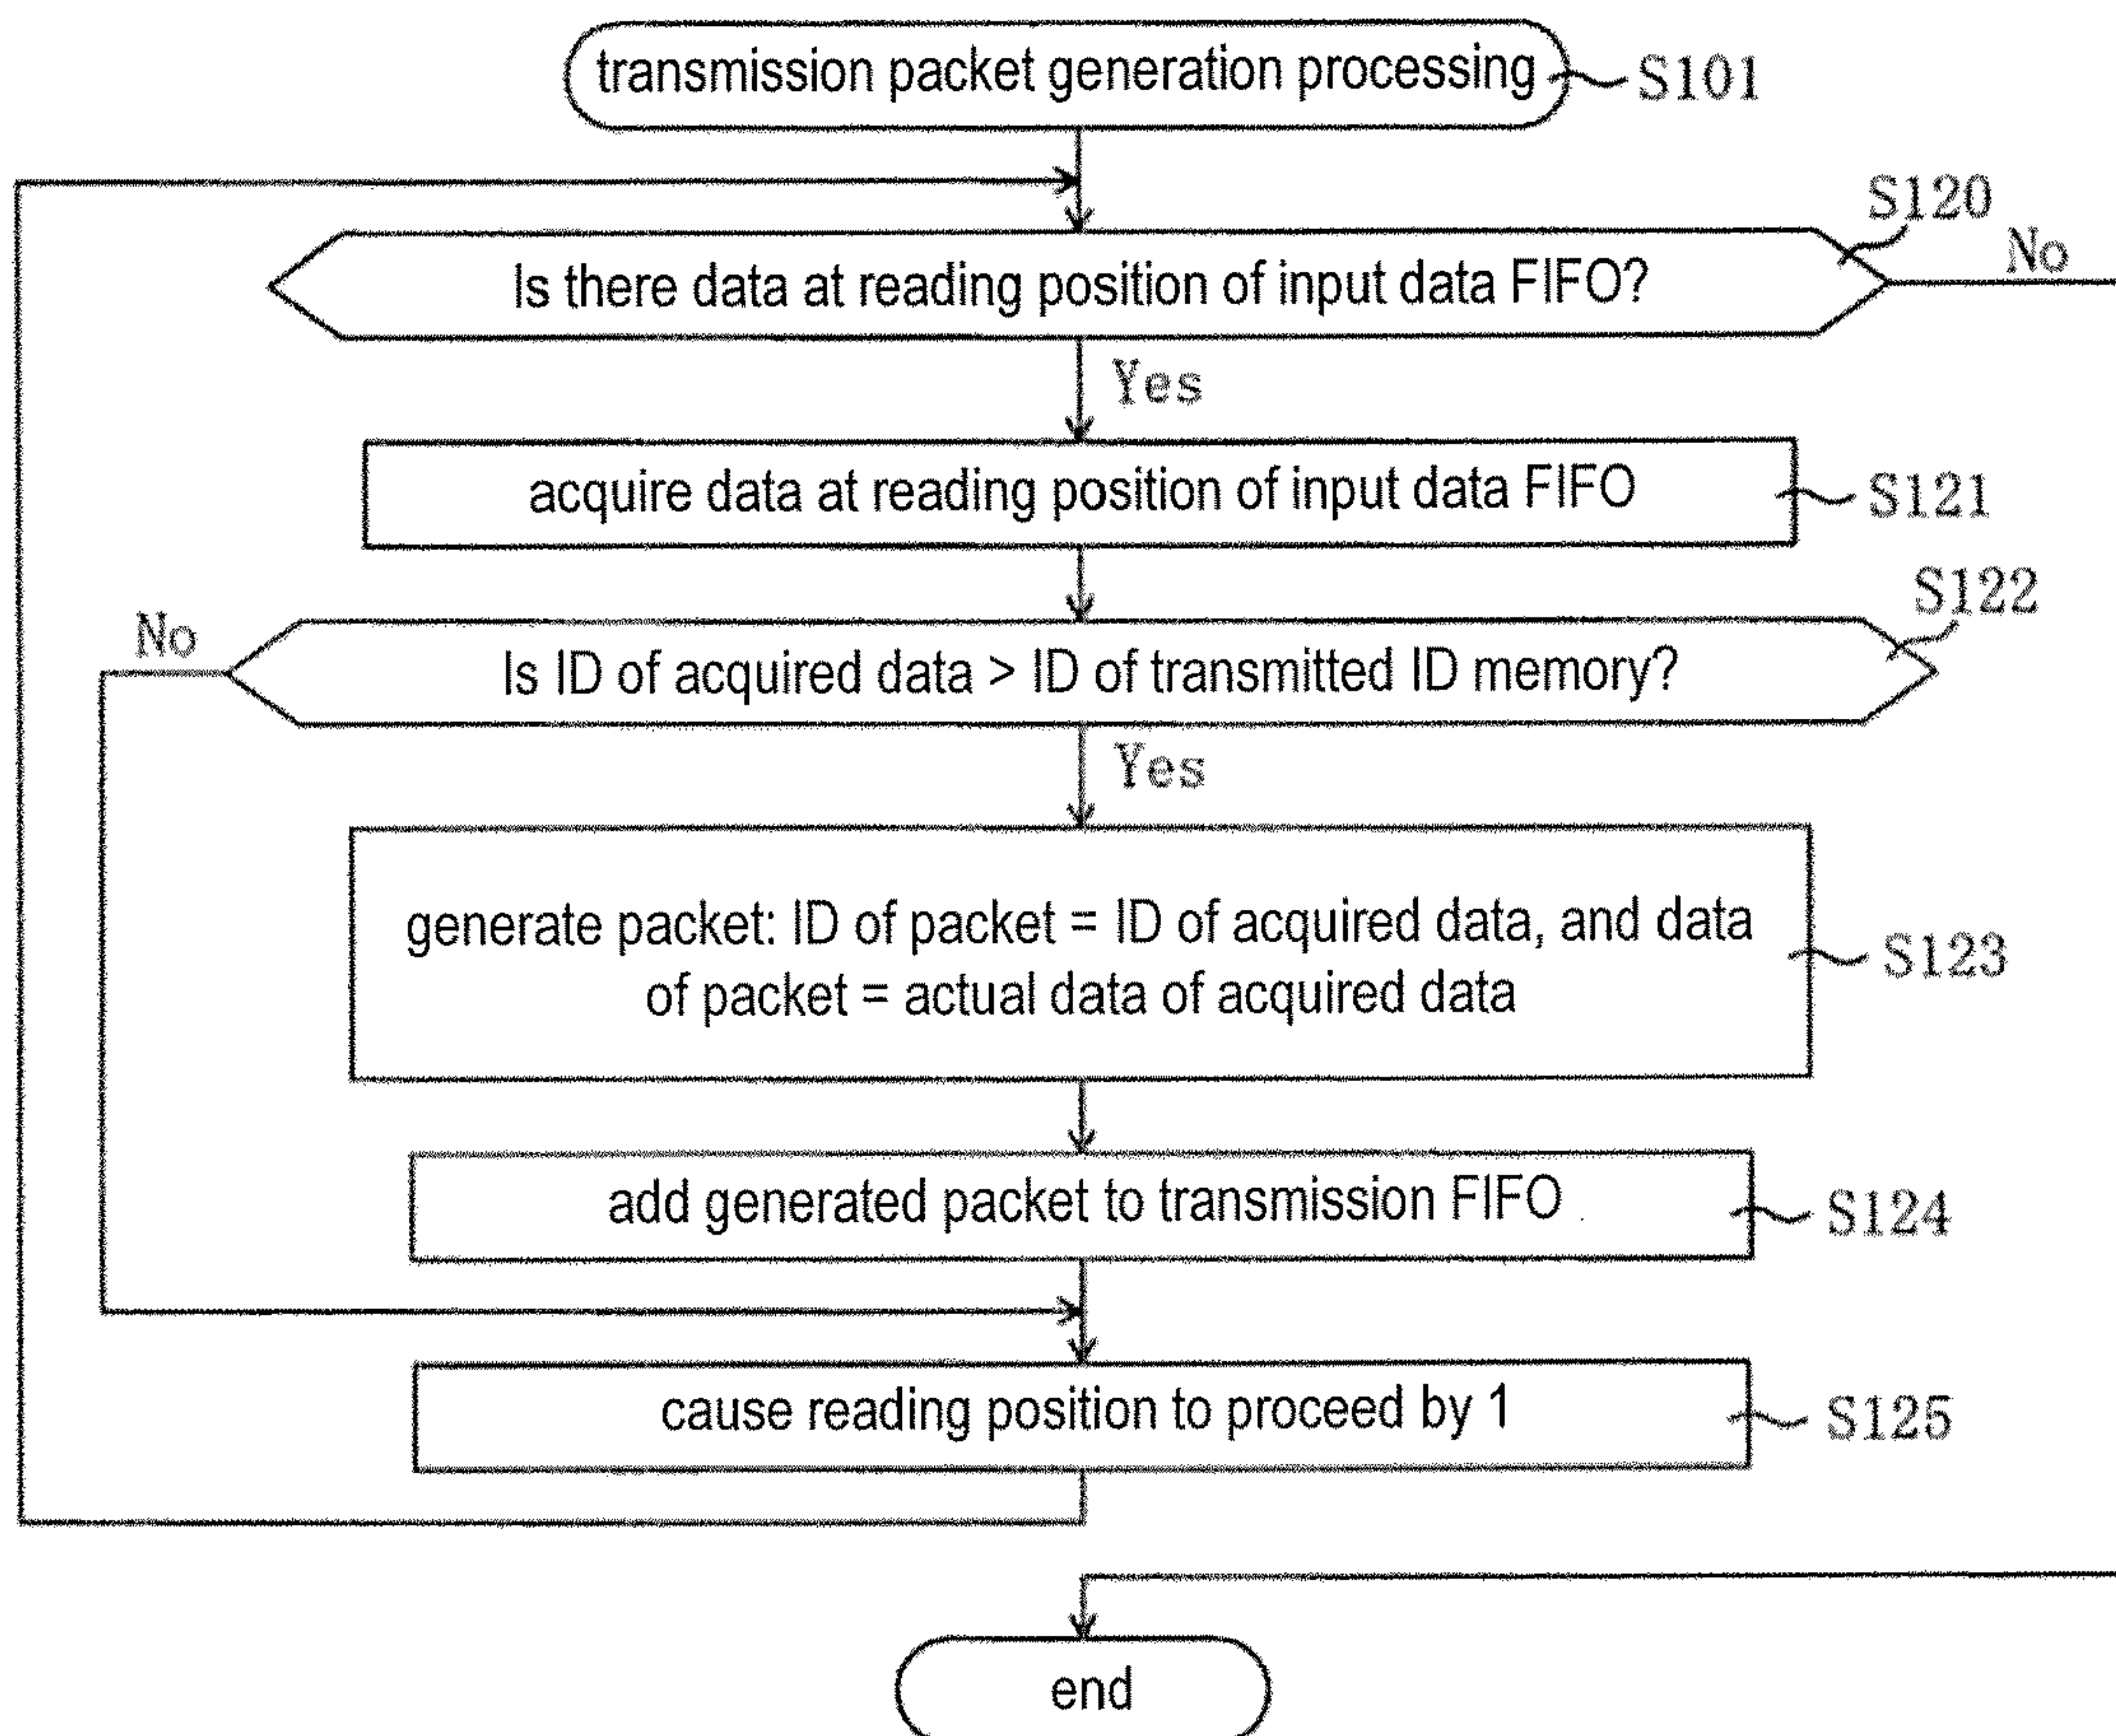 transmission packet generation processing
S101
S120
No
Is there data at reading position of input data FIFO?
Yes
acquire data at reading position of input data FIFO
S121
S122
No
Is ID of acquired data > ID of transmitted ID memory?
Yes
generate packet: ID of packet = ID of acquired data, and data
of packet = actual data of acquired data
S123
add generated packet to transmission FIFO
S124
cause reading position to proceed by 1
S125
end